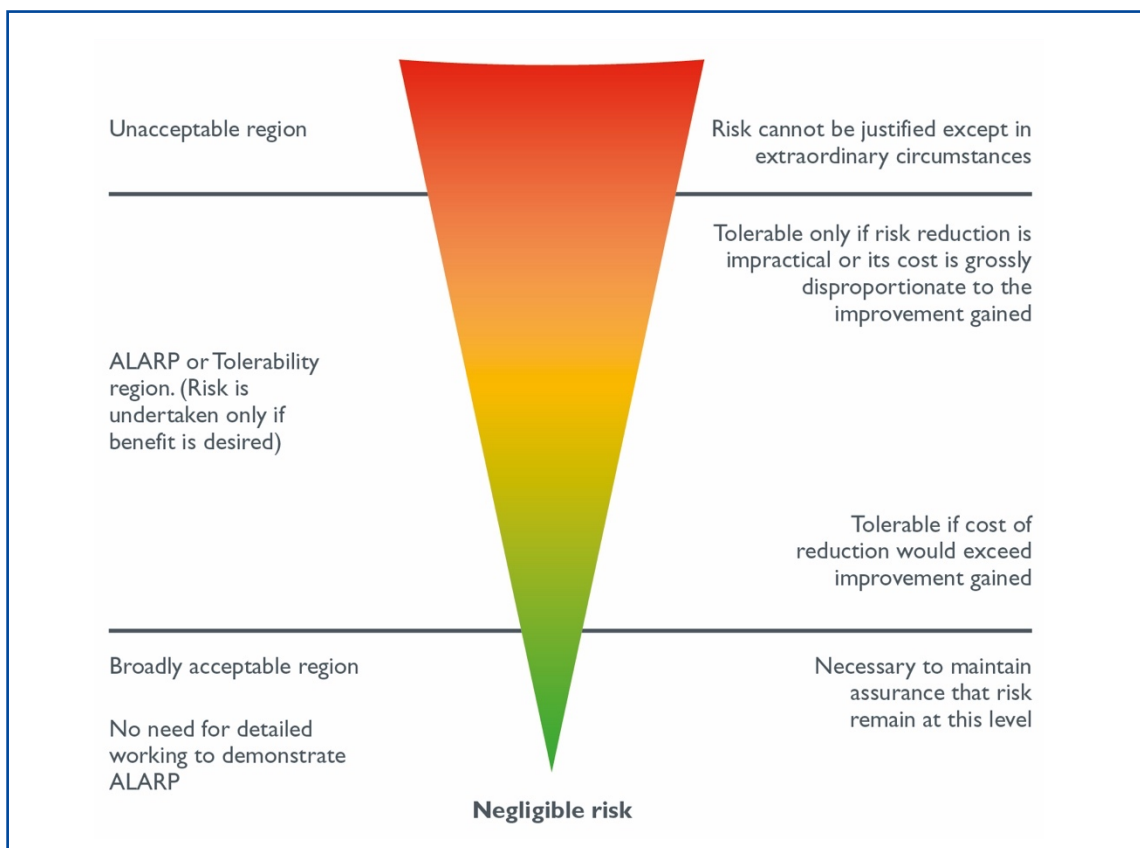 Unacceptable region
Risk cannot be justified except in
extraordinary circumstances
Tolerable only if risk reduction is
impractical or its cost is grossly
disproportionate to the
improvement gained
ALARP or Tolerability
region. (Risk is
undertaken only if
benefit is desired)
Tolerable if cost of
reduction would exceed
improvement gained
Broadly acceptable region
No need for detailed
working to demonstrate
ALARP
Necessary to maintain
assurance that risk
remain at this level
Negligible risk